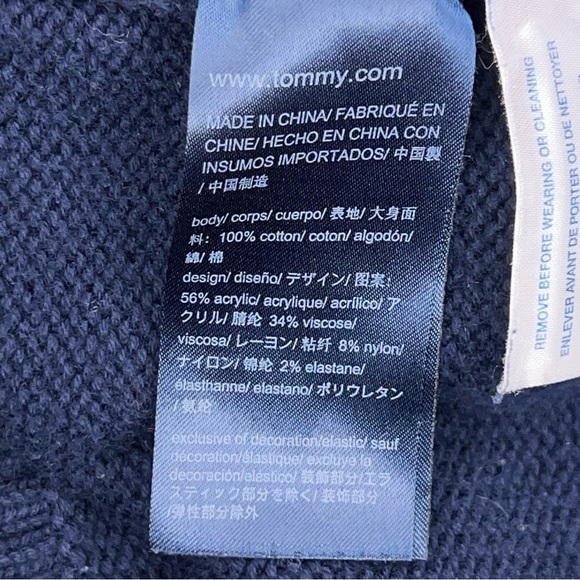 www.tommy.com
MADE IN CHINA/ FABRIQUÉ EN
CHINE/ HECHO EN CHINA CON
INSUMOS IMPORTADOS/ 中国製
/ 中国制造
body/ corps/ cuerpo/ 表地/ 大身面
料: 100% cotton/ coton/ algodón/
綿/ 棉
design/ diseño/ デザイン/ 图案:
56% acrylic/ acrylique/ acrílico/ ア
クリル/ 腈纶 34% viscose/
viscosa/ レーヨン/ 粘纤 8% nylon/
ナイロン/ 锦纶 2% elastane/
élasthanne/ elastano/ ポリウレタン
/ 氨纶
exclusive of decoration/elastic/ sauf
décoration/élastique/ excluye la
decoración/elástico/ 装飾部分/エラ
スティック部分を除く/ 装饰部分
/弹性部分除外
REMOVE BEFORE WEARING OR CLEANING
ENLEVER AVANT DE PORTER OU DE NETTOYER